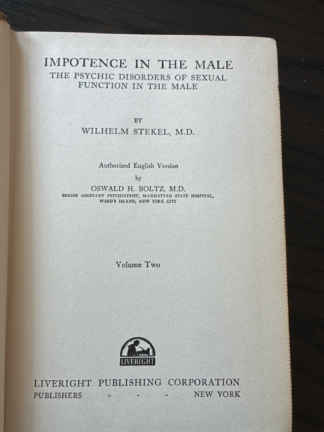 IMPOTENCE IN THE MALE
THE PSYCHIC DISORDERS OF SEXUAL
FUNCTION IN THE MALE
BY
WILHELM STEKEL, M.D.
Authorized English Version
by
OSWALD H. BOLTZ, M.D.
SENIOR ASSISTANT PSYCHIATRIST, MANHATTAN STATE HOSPITAL,
WARD'S ISLAND, NEW YORK CITY
Volume Two
LIVERIGHT
LIVERIGHT PUBLISHING CORPORATION
PUBLISHERS - - - NEW YORK